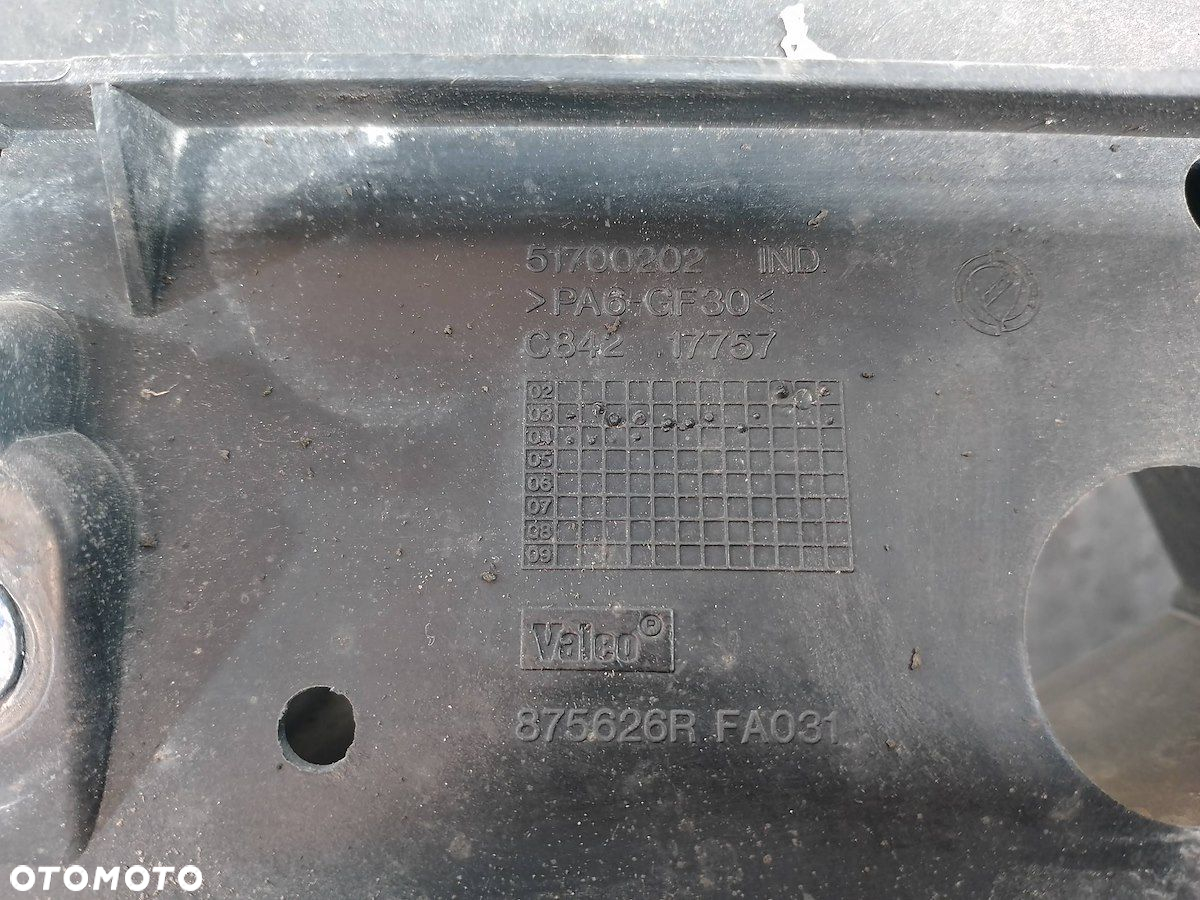 51700202 IND.
>PA6-GF30<
C842 17757
02
03
04
05
06
07
08
09
Valeo®
875626R FA031
OTOMOTO